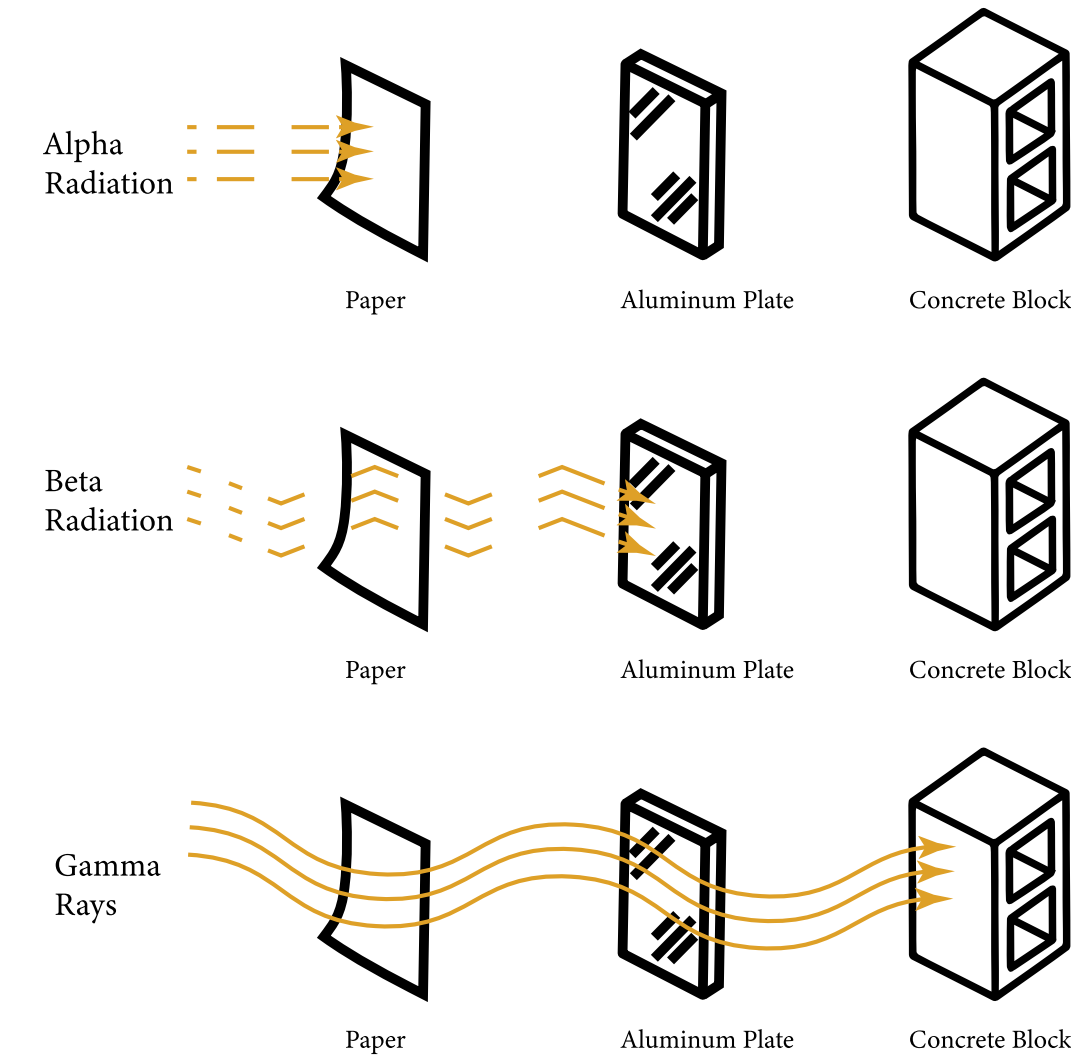 Alpha
Radiation
Paper
Aluminum Plate
Concrete Block
Beta
Radiation
Paper
Aluminum Plate
Concrete Block
Gamma
Rays
Paper
Aluminum Plate
Concrete Block